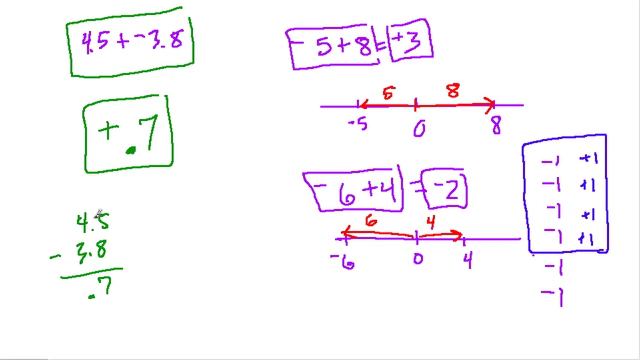 4.5 + -3.8
+ .7
4.5
- 3.8
.7
-5+8 = +3
5 8
-5 0 8
-6+4 = -2
6 4
-6 0 4
-1 +1
-1 +1
-1 +1
-1 +1
-1
-1